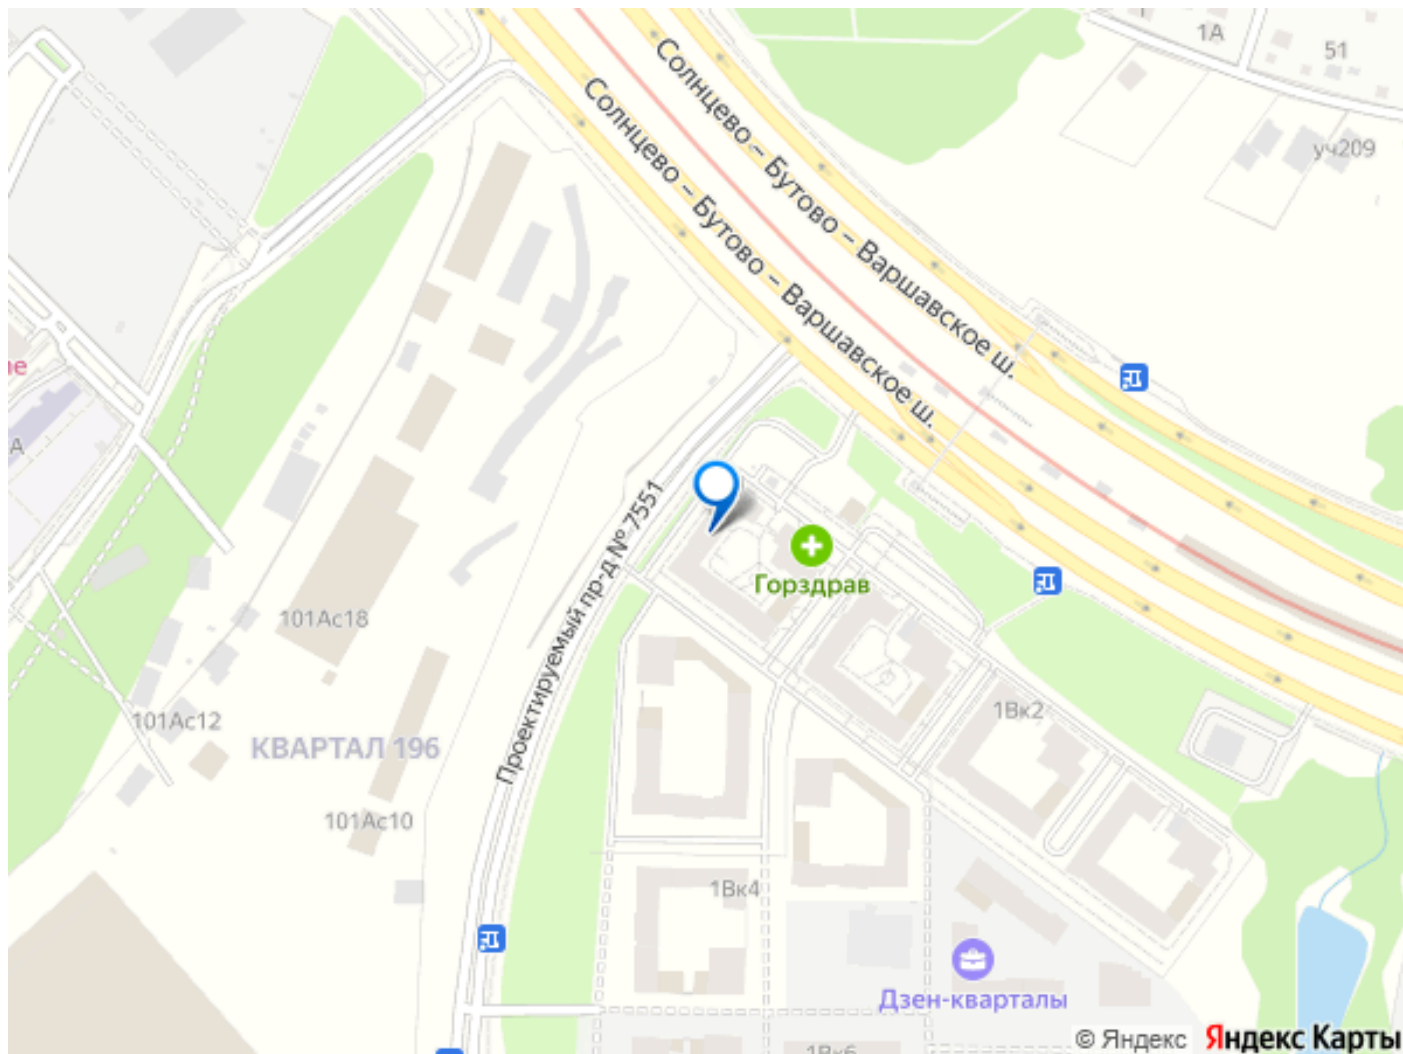 1А
51
уч209
Солнцево – Бутово – Варшавское ш.
Солнцево – Бутово – Варшавское ш.
А
Проектируемый пр-д № 7551
Горздрав
101Ас18
101Ас12
КВАРТАЛ 196
1Вк2
101Ас10
1Вк4
Дзен-кварталы
© Яндекс Яндекс Карты